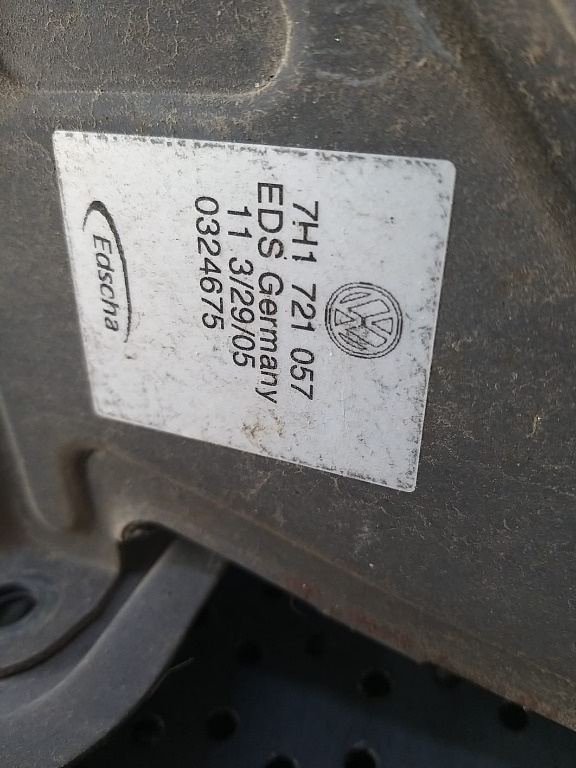 7H1 721 057
EDS Germany
11 3/29/05
0324675
Edscha